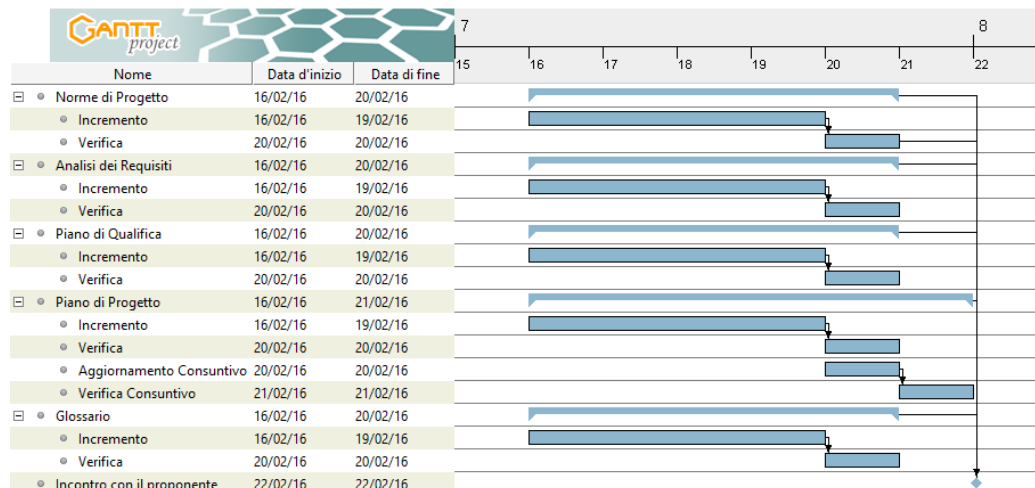 GANTT
project
7 8
Nome Data d'inizio Data di fine
15 16 17 18 19 20 21 22
Norme di Progetto 16/02/16 20/02/16
Incremento 16/02/16 19/02/16
Verifica 20/02/16 20/02/16
Analisi dei Requisiti 16/02/16 20/02/16
Incremento 16/02/16 19/02/16
Verifica 20/02/16 20/02/16
Piano di Qualifica 16/02/16 20/02/16
Incremento 16/02/16 19/02/16
Verifica 20/02/16 20/02/16
Piano di Progetto 16/02/16 21/02/16
Incremento 16/02/16 19/02/16
Verifica 20/02/16 20/02/16
Aggiornamento Consuntivo 20/02/16 20/02/16
Verifica Consuntivo 21/02/16 21/02/16
Glossario 16/02/16 20/02/16
Incremento 16/02/16 19/02/16
Verifica 20/02/16 20/02/16
Incontro con il proponente 22/02/16 22/02/16